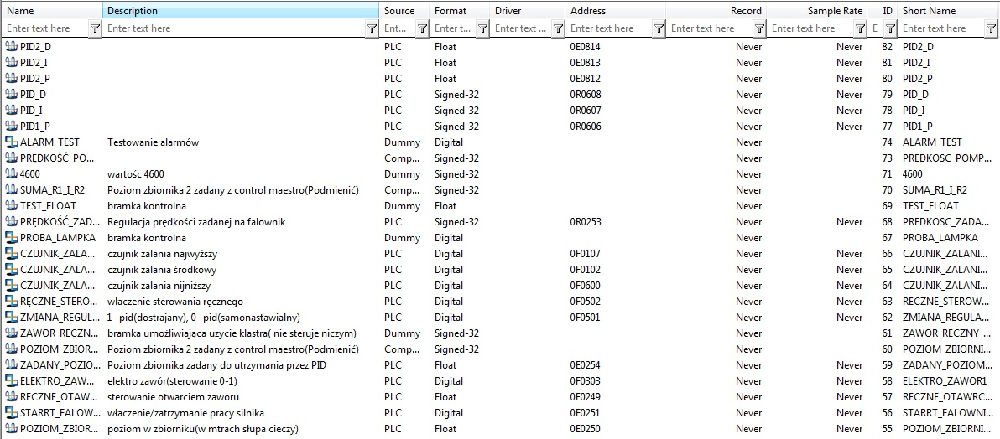 Name Description Source Format Driver Address Record Sample Rate ID Short Name
Enter text here Enter text here Ent... Enter t... Enter text ... Enter text here Enter text here Enter text here E Enter text here
PID2_D PLC Float 0E0814 Never Never 82 PID2_D
PID2_I PLC Float 0E0813 Never Never 81 PID2_I
PID2_P PLC Float 0E0812 Never Never 80 PID2_P
PID_D PLC Signed-32 0R0608 Never Never 79 PID_D
PID_I PLC Signed-32 0R0607 Never Never 78 PID_I
PID1_P PLC Signed-32 0R0606 Never Never 77 PID1_P
ALARM_TEST Testowanie alarmów Dummy Digital Never 74 ALARM_TEST
PRĘDKOŚĆ_PO... Comp... Signed-32 Never 73 PREDKOSC_POMP...
4600 wartośc 4600 Dummy Signed-32 Never 71 4600
SUMA_R1_I_R2 Poziom zbiornika 2 zadany z control maestro(Podmienić) Comp... Signed-32 Never 70 SUMA_R1_I_R2
TEST_FLOAT bramka kontrolna Dummy Float Never 69 TEST_FLOAT
PRĘDKOŚĆ_ZAD... Regulacja prędkości zadanej na falownik PLC Signed-32 0R0253 Never Never 68 PREDKOSC_ZADA...
PROBA_LAMPKA bramka kontrolna Dummy Digital Never 67 PROBA_LAMPKA
CZUJNIK_ZALA... czujnik zalania najwyższy PLC Digital 0F0107 Never Never 66 CZUJNIK_ZALANI...
CZUJNIK_ZALA... czujnik zalania środkowy PLC Digital 0F0102 Never Never 65 CZUJNIK_ZALANI...
CZUJNIK_ZALA... czujnik zalania nijniższy PLC Digital 0F0600 Never Never 64 CZUJNIK_ZALANI...
RĘCZNE_STERO... właczenie sterowania ręcznego PLC Digital 0F0502 Never Never 63 RECZNE_STEROW...
ZMIANA_REGUL... 1- pid(dostrajany), 0- pid(samonastawialny) PLC Digital 0F0501 Never Never 62 ZMIANA_REGULA...
ZAWOR_RECZN... bramka umożliwiająca uzycie klastra( nie steruje niczym) Dummy Signed-32 Never 61 ZAWOR_RECZNY_...
POZIOM_ZBIOR... Poziom zbiornika 2 zadany z control maestro(Podmienić) Comp... Signed-32 Never 60 POZIOM_ZBIORNI...
ZADANY_POZIO... Poziom zbiornika zadany do utrzymania przez PID PLC Float 0E0254 Never Never 59 ZADANY_POZIOM...
ELEKTRO_ZAW... elektro zawór(sterowanie 0-1) PLC Digital 0F0303 Never Never 58 ELEKTRO_ZAWOR1
RECZNE_OTAW... sterowanie otwarciem zaworu PLC Float 0E0249 Never Never 57 RECZNE_OTAWRC...
STARRT_FALOW... właczenie/zatrzymanie pracy silnika PLC Digital 0F0251 Never Never 56 STARRT_FALOWNI...
POZIOM_ZBIOR... poziom w zbiorniku(w mtrach słupa cieczy) PLC Float 0E0250 Never Never 55 POZIOM_ZBIORNI...